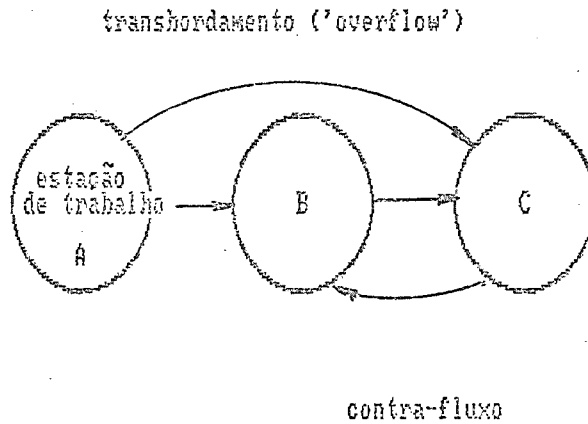 transbordamento ('overflow')
estação
de trabalho
A
B
C
contra-fluxo